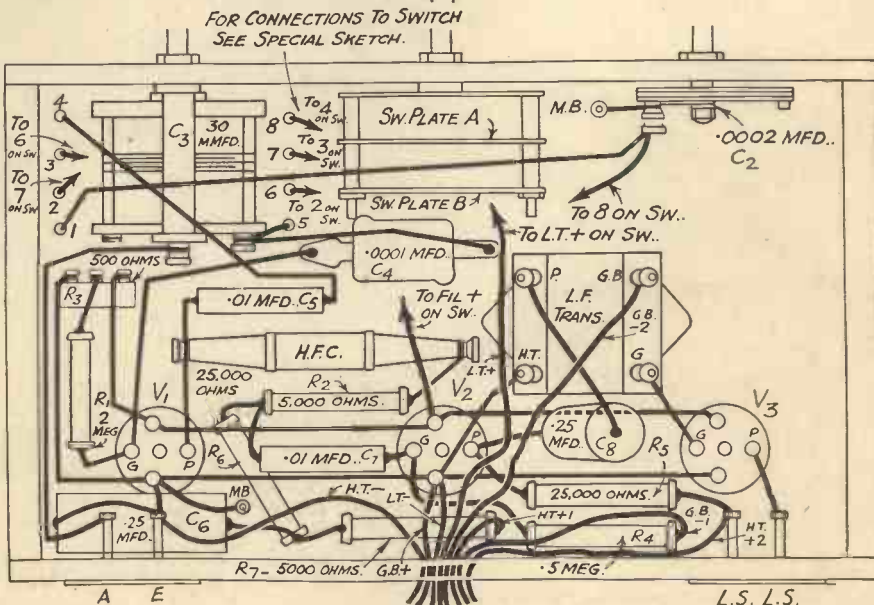 FOR CONNECTIONS TO SWITCH
SEE SPECIAL SKETCH.
4
To
6
ON SW.
3
To
7
ON SW.
2
1
C3
30
MMFD.
8
To
4
ON SW.
7
To
3
ON
SW.
6
To 2 ON
SW.
5
SW. PLATE A
SW. PLATE B
M.B.
.0002 MFD..
C2
To 8 ON SW..
To L.T.+ ON SW..
500 OHMS
R3
.0001 MFD.
C4
.01 MFD.. C5
To FIL +
ON SW..
P.
G.B.
L.F.
TRANS.
G.B.
-2
H.T.
G
L.T.+
H.F.C.
25,000
OHMS
R2
5,000 OHMS.
R1
2
MEG
V1
V2
V3
G
P
R6
.01 MFD.. C7
G
P
.25
MFD.
C8
R5
G
P
MB
H.T.-
LT-
25,000 OHMS.
C6
.25
MFD.
HT+1
G.B.
-1
H.T.
+2
R7 - 5000 OHMS.
G.B+
R4
.5 MEG.
A
E
L.S. L.S.